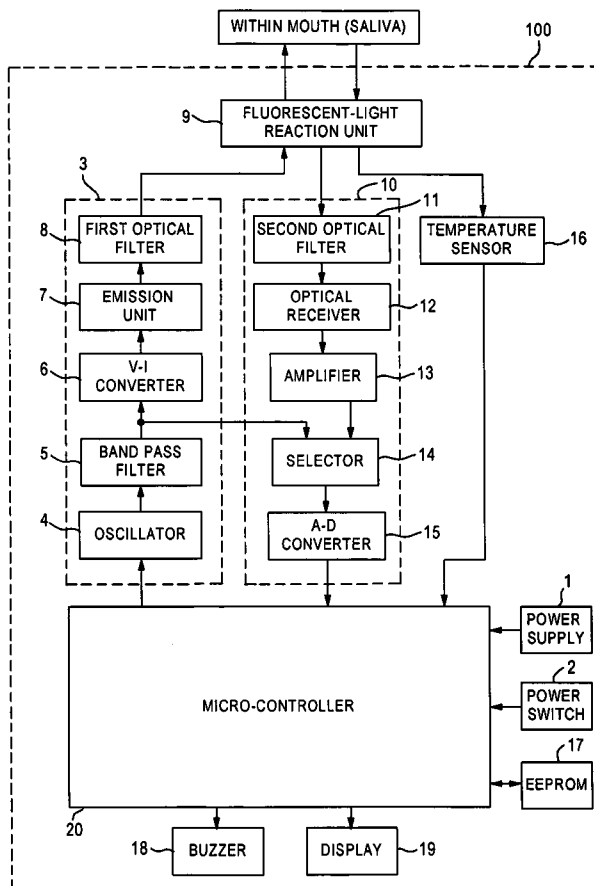 WITHIN MOUTH (SALIVA)
100
9
FLUORESCENT-LIGHT
REACTION UNIT
3
10
11
8
FIRST OPTICAL
FILTER
SECOND OPTICAL
FILTER
TEMPERATURE
SENSOR
16
7
EMISSION
UNIT
OPTICAL
RECEIVER
12
6
V-I
CONVERTER
AMPLIFIER
13
5
BAND PASS
FILTER
SELECTOR
14
4
OSCILLATOR
A-D
CONVERTER
15
MICRO-CONTROLLER
1
POWER
SUPPLY
2
POWER
SWITCH
17
EEPROM
20
18
BUZZER
DISPLAY
19